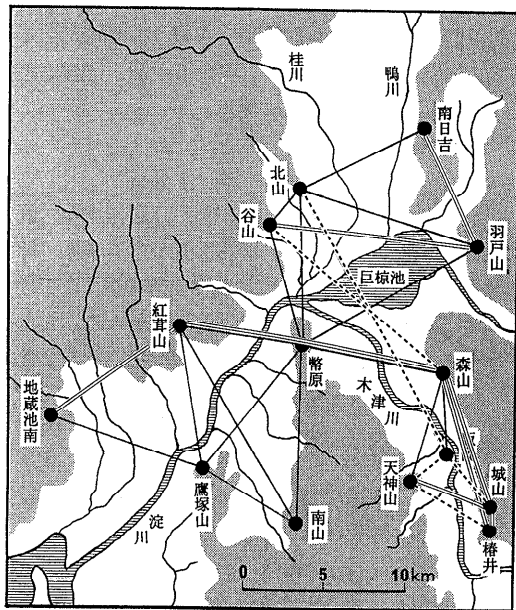 桂川
鴨川
南日吉
北山
谷山
羽戸山
巨椋池
紅茸山
幣原
森山
木津川
地蔵池南
天神山
城山
鷹塚山
椿井
南山
淀川
0 5 10km